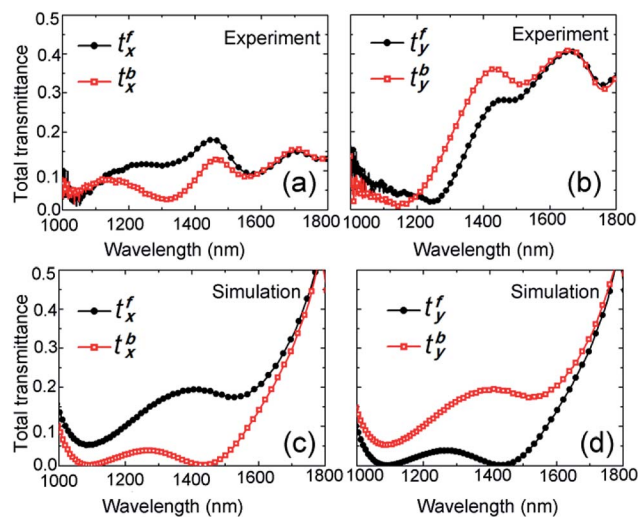 0.5
0.4
0.3
0.2
0.1
0.0
Total transmittance
t_x^f
t_x^b
Experiment
(a)
1000 1200 1400 1600 1800
Wavelength (nm)
t_y^f
t_y^b
Experiment
(b)
1000 1200 1400 1600 1800
Wavelength (nm)
0.5
0.4
0.3
0.2
0.1
0.0
Total transmittance
t_x^f
t_x^b
Simulation
(c)
1000 1200 1400 1600 1800
Wavelength (nm)
t_y^f
t_y^b
Simulation
(d)
1000 1200 1400 1600 1800
Wavelength (nm)